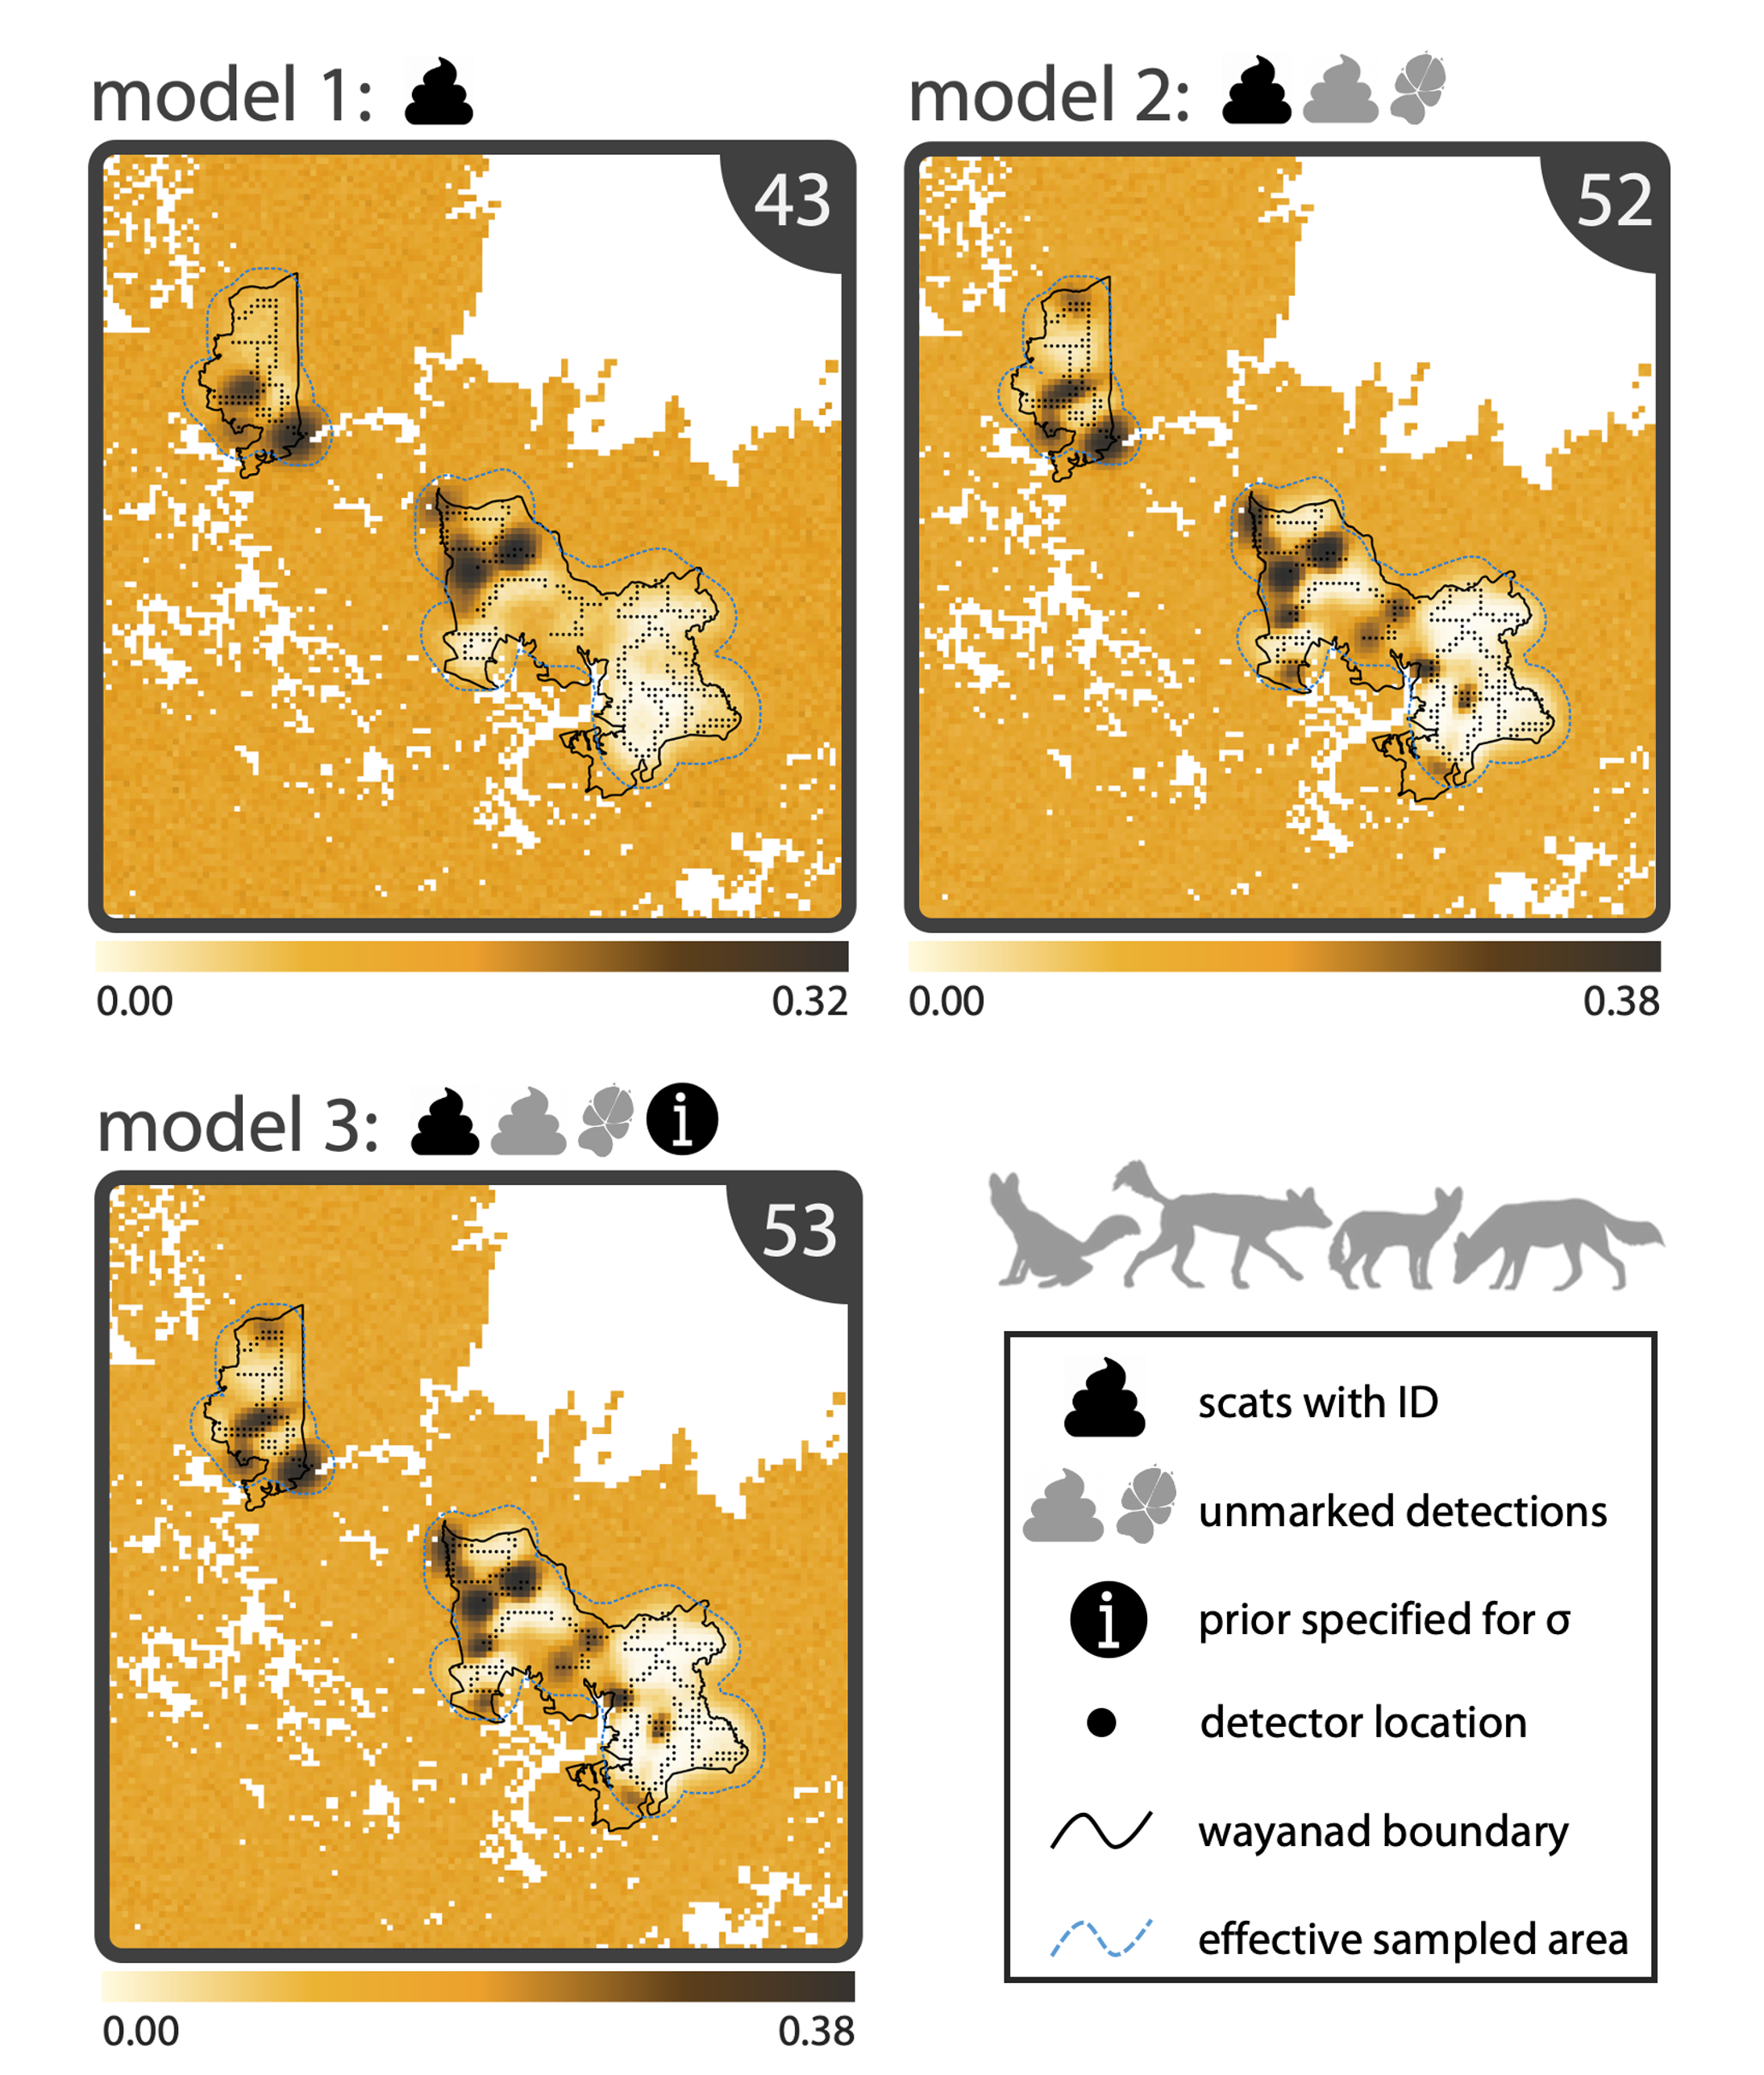 model 1:
43
0.00 0.32
model 2:
52
0.00 0.38
model 3:
i
53
0.00 0.38
scats with ID
unmarked detections
i prior specified for σ
detector location
wayanad boundary
effective sampled area